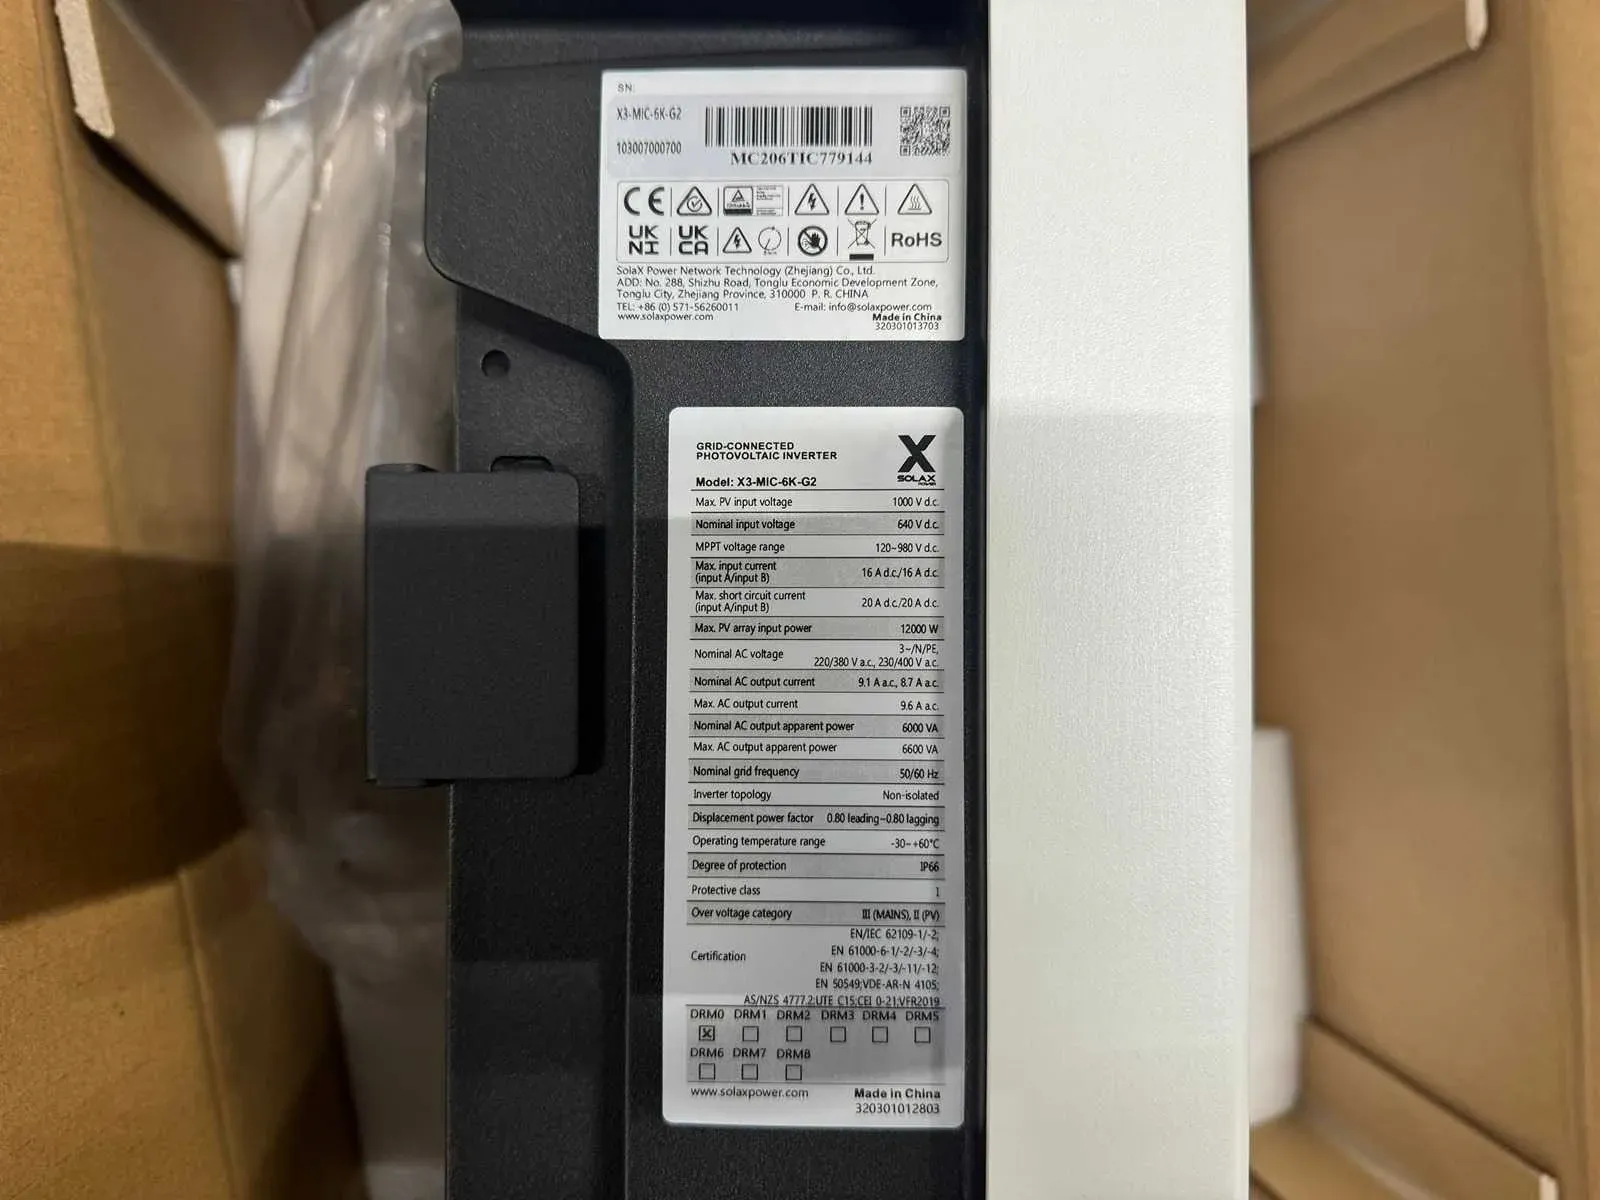 SN:
X3-MIC-6K-G2
103007000700
MC206TIC779144
CE
UK
NI
UK
CA
RoHS
SolaX Power Network Technology (Zhejiang) Co., Ltd.
ADD: No. 288, Shizhu Road, Tonglu Economic Development Zone,
Tonglu City, Zhejiang Province, 310000 P. R. CHINA
TEL: +86 (0) 571-56260011 E-mail: info@solaxpower.com
www.solaxpower.com Made in China
320301013703
GRID-CONNECTED
PHOTOVOLTAIC INVERTER
X
SOLAX
POWER
Model: X3-MIC-6K-G2
Max. PV input voltage 1000 V d.c.
Nominal input voltage 640 V d.c.
MPPT voltage range 120~980 V d.c.
Max. input current
(input A/input B) 16 A d.c./16 A d.c.
Max. short circuit current
(input A/input B) 20 A d.c./20 A d.c.
Max. PV array input power 12000 W
Nominal AC voltage 3~/N/PE,
220/380 V a.c., 230/400 V a.c.
Nominal AC output current 9.1 A a.c., 8.7 A a.c.
Max. AC output current 9.6 A a.c.
Nominal AC output apparent power 6000 VA
Max. AC output apparent power 6600 VA
Nominal grid frequency 50/60 Hz
Inverter topology Non-isolated
Displacement power factor 0.80 leading~0.80 lagging
Operating temperature range -30~+60°C
Degree of protection IP66
Protective class I
Over voltage category III (MAINS), II (PV)
Certification EN/IEC 62109-1/-2;
EN 61000-6-1/-2/-3/-4;
EN 61000-3-2/-3/-11/-12;
EN 50549;VDE-AR-N 4105;
AS/NZS 4777.2;UTE C15;CEI 0-21;VFR2019
DRM0 DRM1 DRM2 DRM3 DRM4 DRM5
DRM6 DRM7 DRM8
www.solaxpower.com Made in China
320301012803